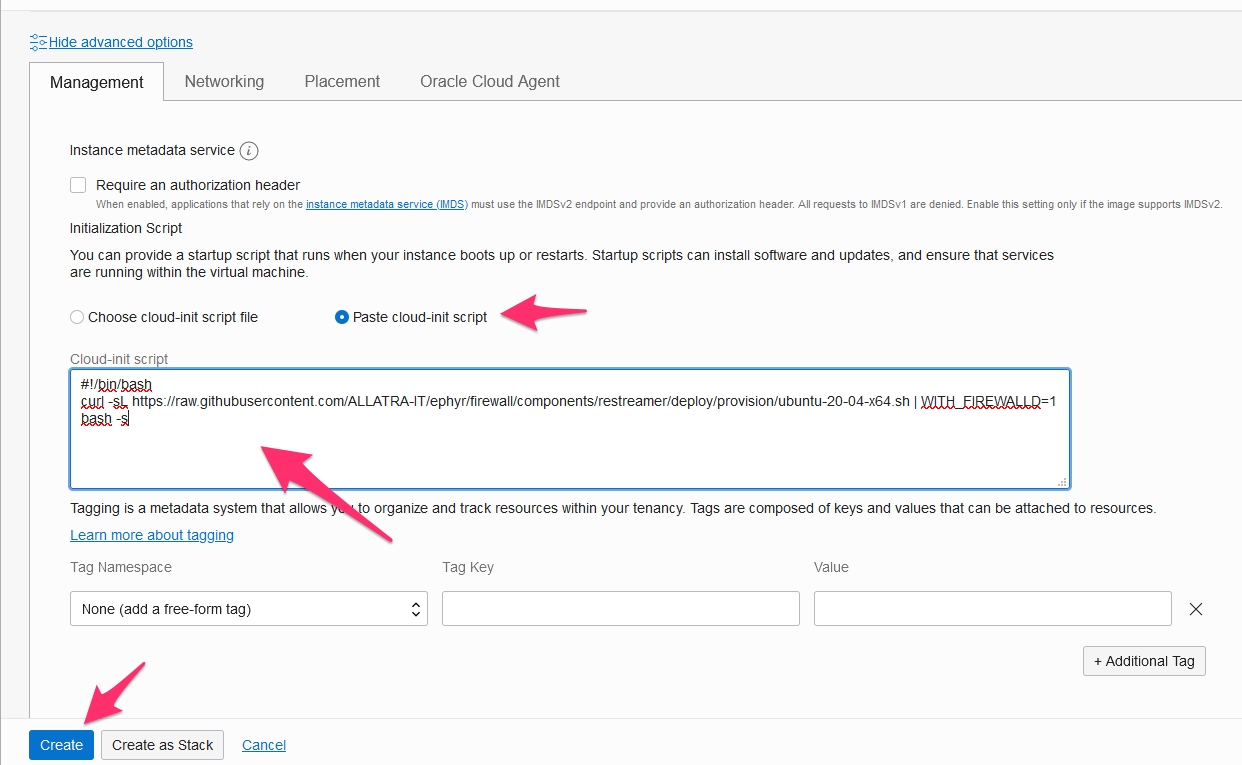 Hide advanced options
Management Networking Placement Oracle Cloud Agent
Instance metadata service i
Require an authorization header
When enabled, applications that rely on the instance metadata service (IMDS) must use the IMDSv2 endpoint and provide an authorization header. All requests to IMDSv1 are denied. Enable this setting only if the image supports IMDSv2.
Initialization Script
You can provide a startup script that runs when your instance boots up or restarts. Startup scripts can install software and updates, and ensure that services
are running within the virtual machine.
Choose cloud-init script file Paste cloud-init script
Cloud-init script
#!/bin/bash
curl -sL https://raw.githubusercontent.com/ALLATRA-IT/ephyr/firewall/components/restreamer/deploy/provision/ubuntu-20-04-x64.sh | WITH_FIREWALLD=1
bash -s
Tagging is a metadata system that allows you to organize and track resources within your tenancy. Tags are composed of keys and values that can be attached to resources.
Learn more about tagging
Tag Namespace Tag Key Value
None (add a free-form tag)
+ Additional Tag
Create Create as Stack Cancel